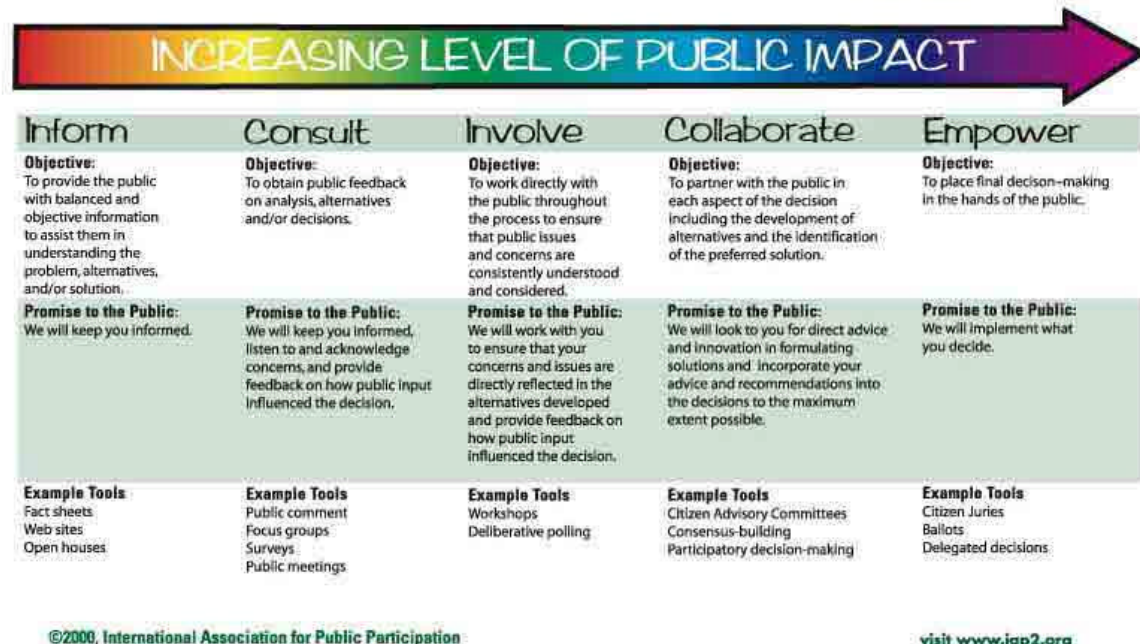 INCREASING LEVEL OF PUBLIC IMPACT
Inform
Objective:
To provide the public
with balanced and
objective information
to assist them in
understanding the
problem, alternatives,
and/or solution.
Promise to the Public:
We will keep you informed.
Example Tools
Fact sheets
Web sites
Open houses
Consult
Objective:
To obtain public feedback
on analysis, alternatives
and/or decisions.
Promise to the Public:
We will keep you informed,
listen to and acknowledge
concerns, and provide
feedback on how public input
influenced the decision.
Example Tools
Public comment
Focus groups
Surveys
Public meetings
Involve
Objective:
To work directly with
the public throughout
the process to ensure
that public issues
and concerns are
consistently understood
and considered.
Promise to the Public:
We will work with you
to ensure that your
concerns and issues are
directly reflected in the
alternatives developed
and provide feedback on
how public input
influenced the decision.
Example Tools
Workshops
Deliberative polling
Collaborate
Objective:
To partner with the public in
each aspect of the decision
including the development of
alternatives and the identification
of the preferred solution.
Promise to the Public:
We will look to you for direct advice
and innovation in formulating
solutions and incorporate your
advice and recommendations into
the decisions to the maximum
extent possible.
Example Tools
Citizen Advisory Committees
Consensus-building
Participatory decision-making
Empower
Objective:
To place final decison-making
in the hands of the public.
Promise to the Public:
We will implement what
you decide.
Example Tools
Citizen Juries
Ballots
Delegated decisions
©2000, International Association for Public Participation
visit www.iap2.org